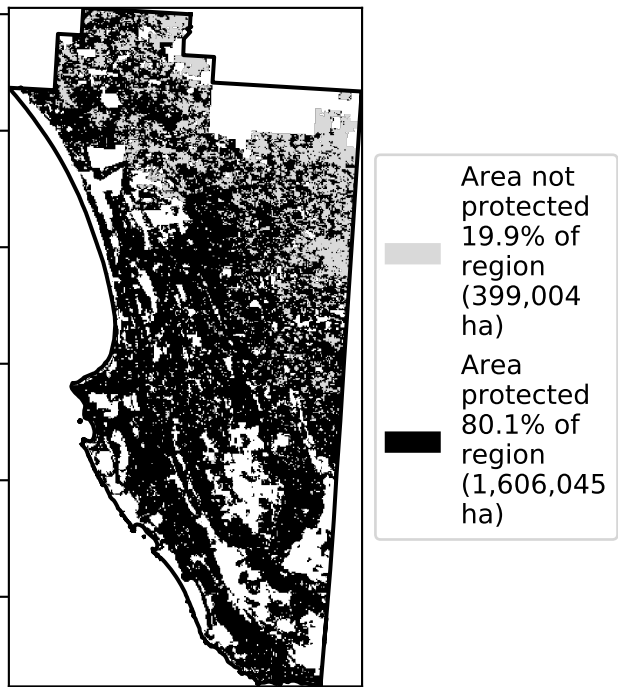 Area not
protected
19.9% of
region
(399,004
ha)
Area
protected
80.1% of
region
(1,606,045
ha)